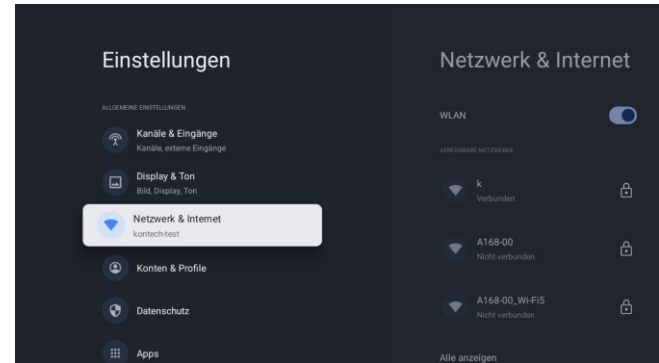 Einstellungen
ALLGEMEINE EINSTELLUNGEN
Kanäle & Eingänge
Kanäle, externe Eingänge
Display & Ton
Bild, Display, Ton
Netzwerk & Internet
kontech-test
Konten & Profile
Datenschutz
Apps
Netzwerk & Internet
WLAN
VERFÜGBARE NETZWERKE
k
Verbunden
A168-00
Nicht verbunden
A168-00_Wi-Fi5
Nicht verbunden
Alle anzeigen